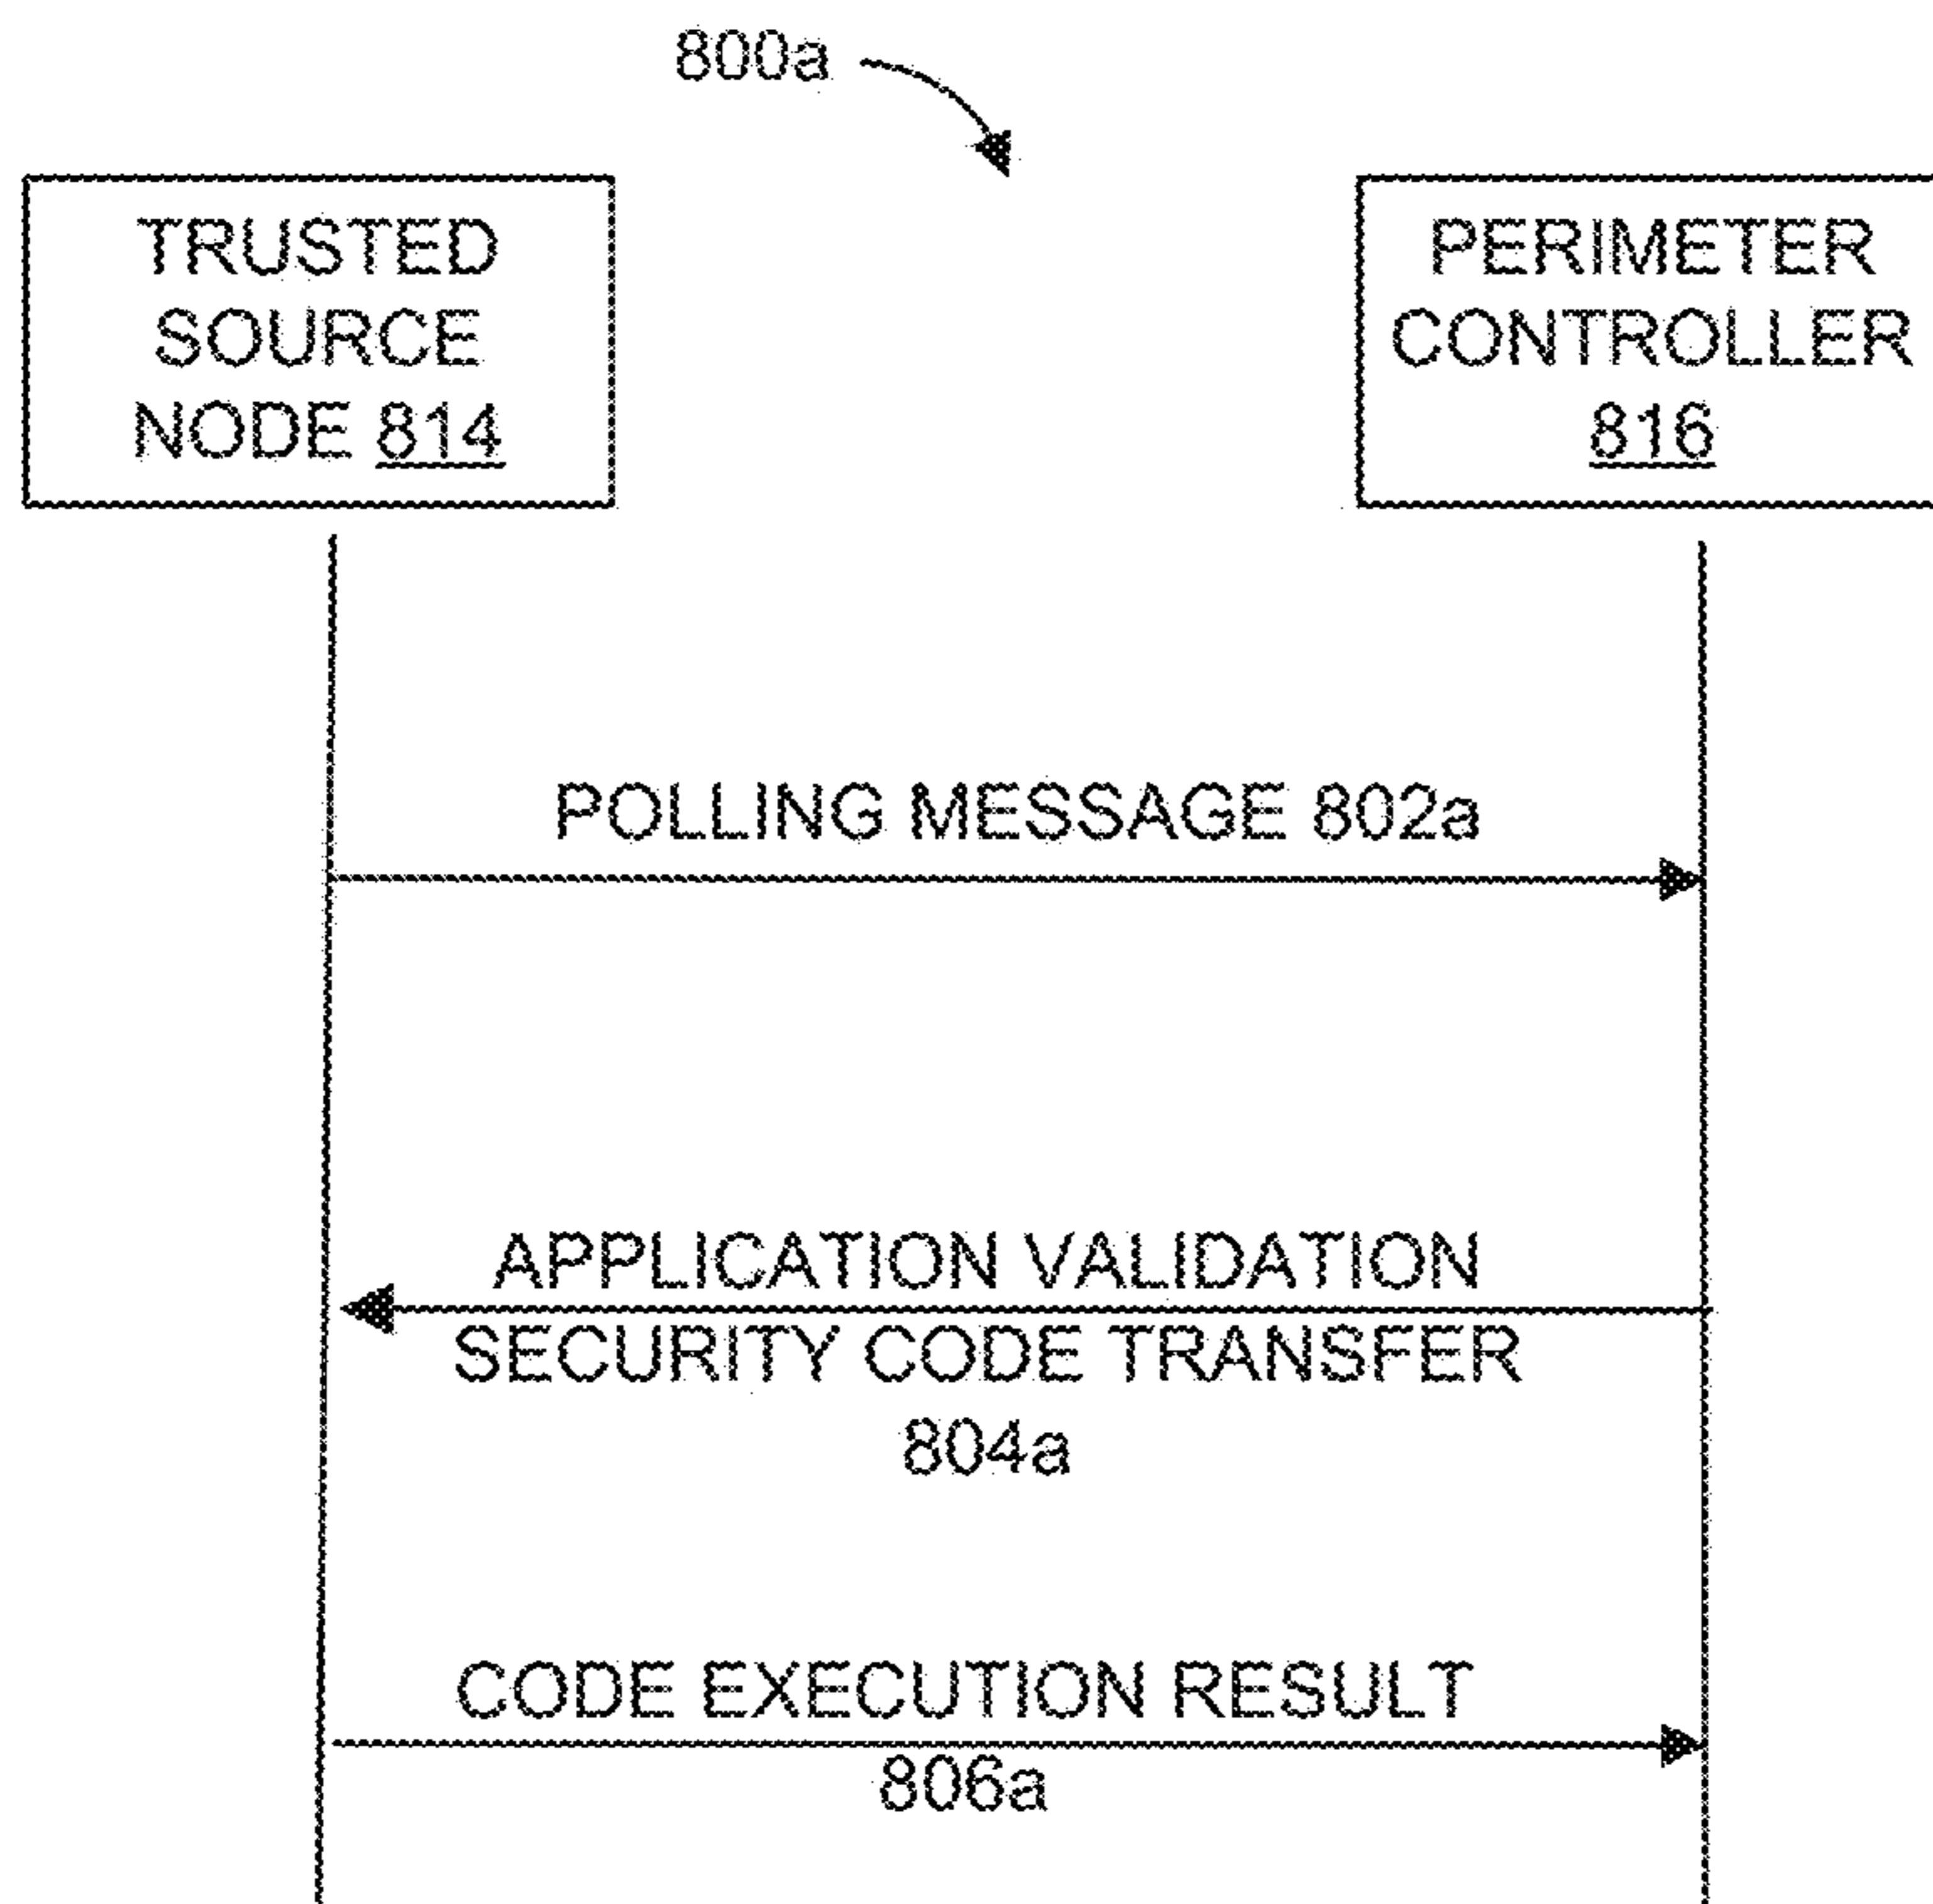 800a
TRUSTED
SOURCE
NODE 814
PERIMETER
CONTROLLER
816
POLLING MESSAGE 802a
APPLICATION VALIDATION
SECURITY CODE TRANSFER
804a
CODE EXECUTION RESULT
806a